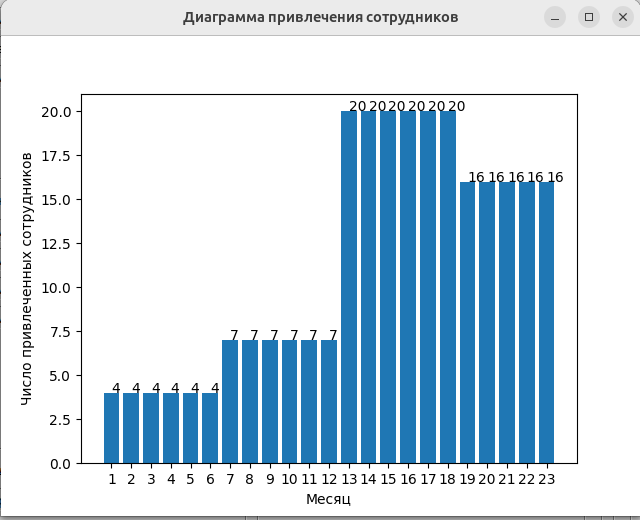 Диаграмма привлечения сотрудников
Число привлеченных сотрудников
20.0
17.5
15.0
12.5
10.0
7.5
5.0
2.5
0.0
4 4 4 4 4 4 7 7 7 7 7 7 20 20 20 20 20 20 16 16 16 16 16
1 2 3 4 5 6 7 8 9 10 11 12 13 14 15 16 17 18 19 20 21 22 23
Месяц